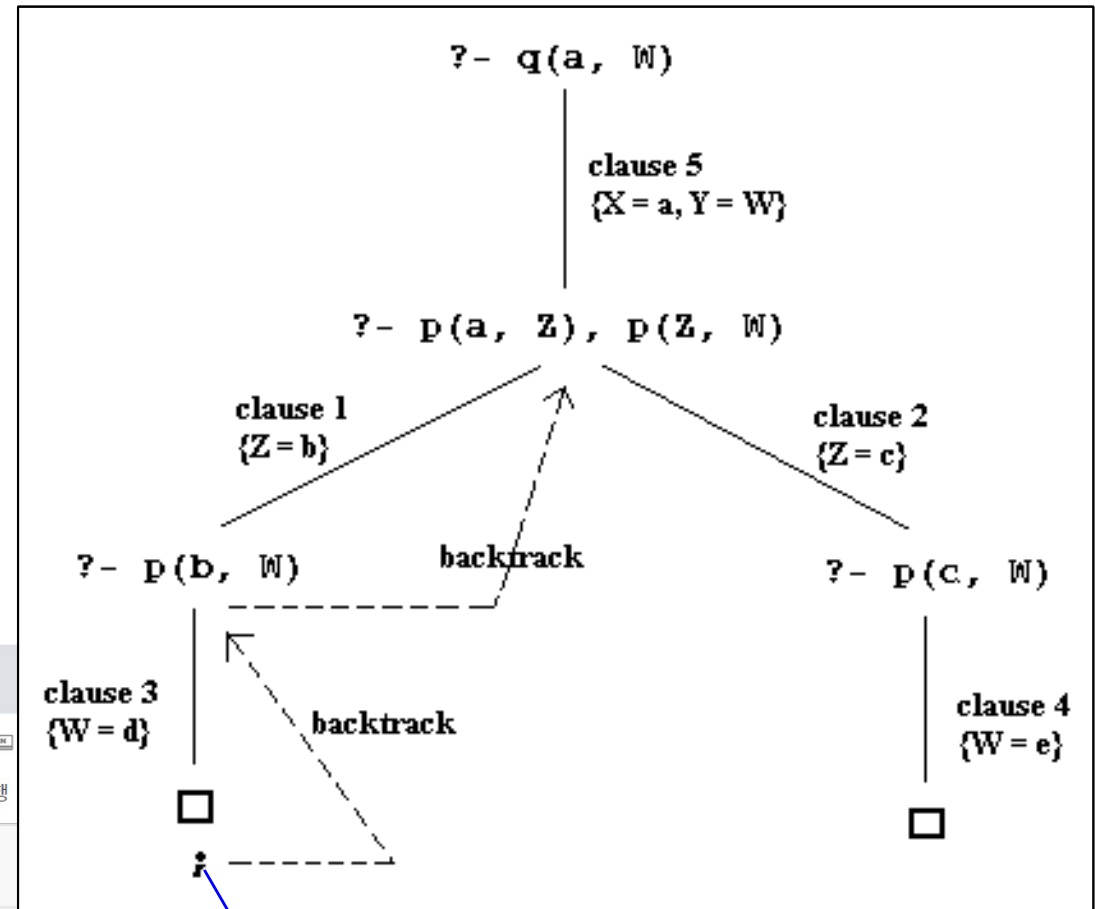 ?- q(a, W)
clause 5
{X = a, Y = W}
?- p(a, Z), p(Z, W)
clause 1
{Z = b}
clause 2
{Z = c}
backtrack
?- p(b, W)
?- p(c, W)
clause 3
{W = d}
backtrack
clause 4
{W = e}
;